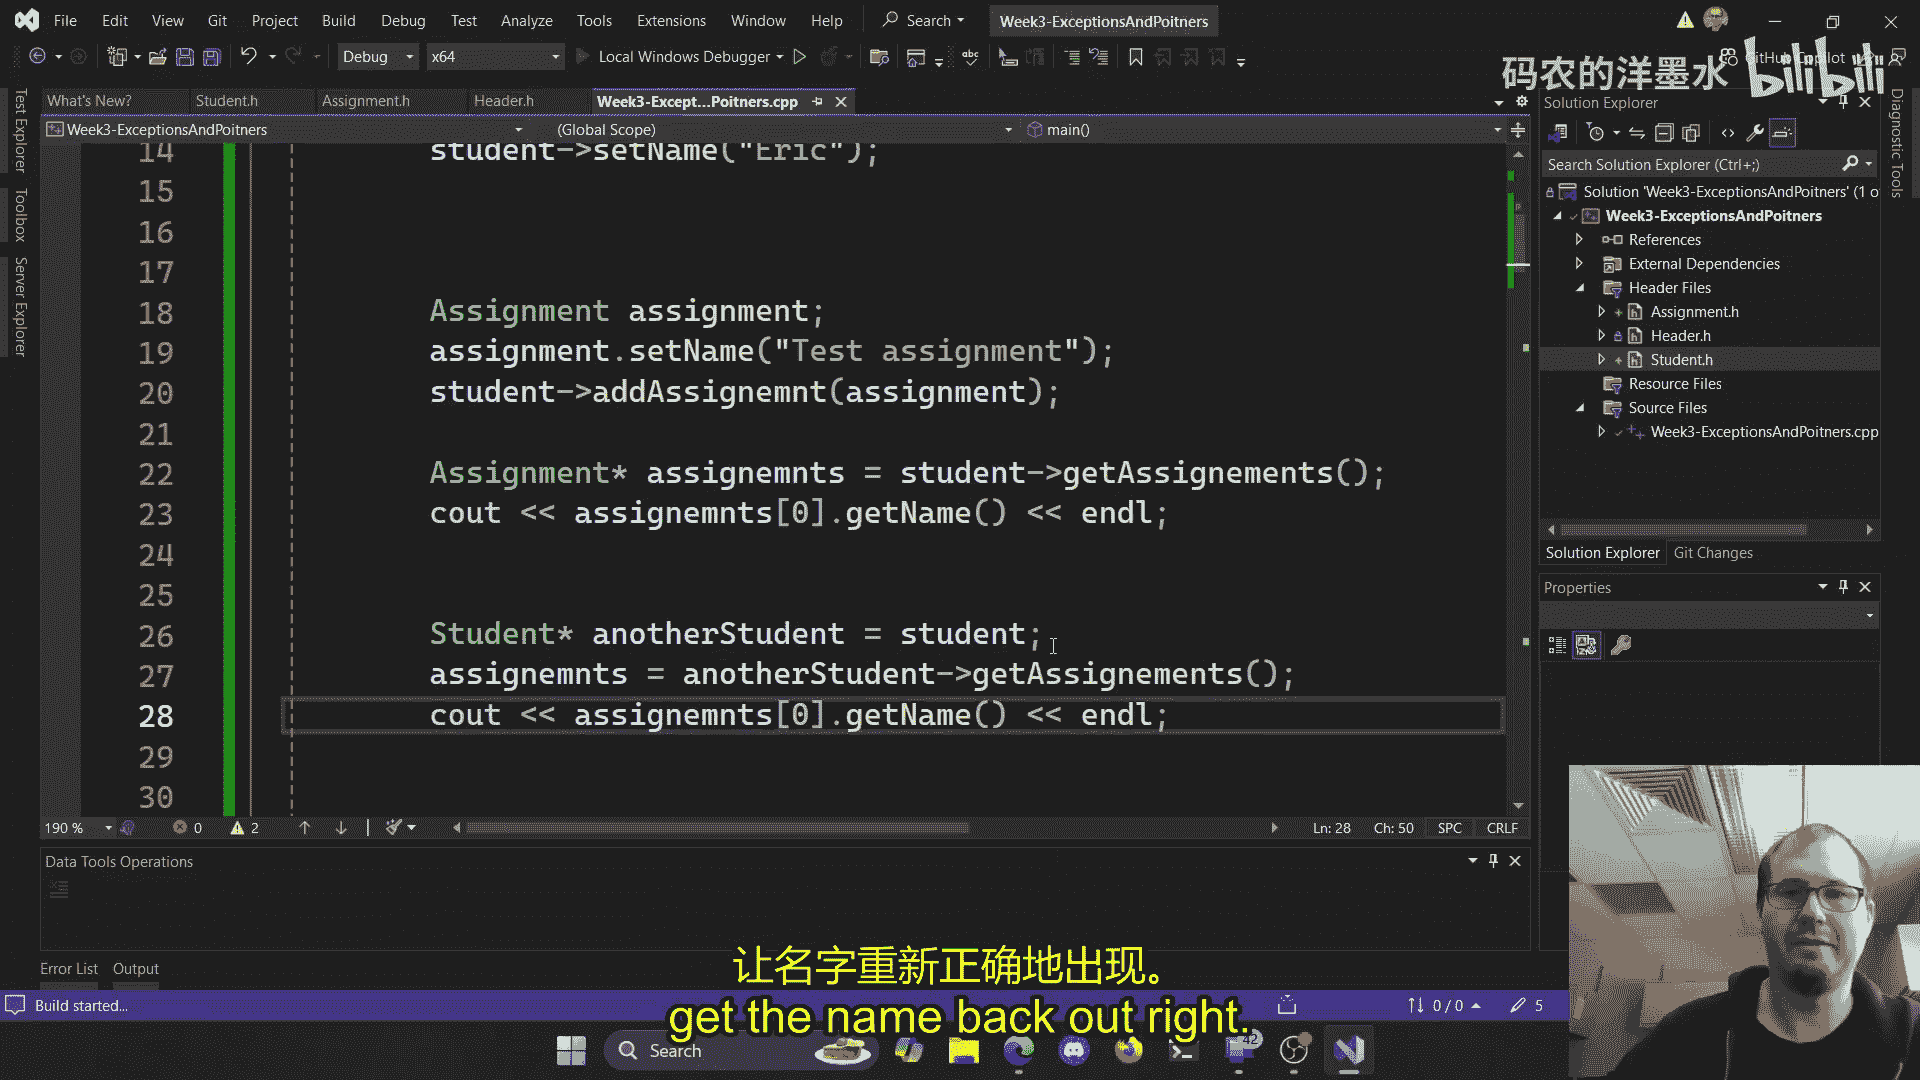 File Edit View Git Project Build Debug Test Analyze Tools Extensions Window Help Search Week3-ExceptionsAndPoitners
Debug x64 Local Windows Debugger GitHub Copilot
码农的洋墨水 bilibili
What's New? Student.h Assignment.h Header.h Week3-Except...Poitners.cpp
Week3-ExceptionsAndPoitners (Global Scope) main()
Test Explorer
Toolbox
Server Explorer
14 student->setName("Eric");
15
16
17
18 Assignment assignment;
19 assignment.setName("Test assignment");
20 student->addAssignemnt(assignment);
21
22 Assignment* assignemnts = student->getAssignements();
23 cout << assignemnts[0].getName() << endl;
24
25
26 Student* anotherStudent = student;
27 assignemnts = anotherStudent->getAssignements();
28 cout << assignemnts[0].getName() << endl;
29
30
190 % 0 2 Ln: 28 Ch: 50 SPC CRLF
Data Tools Operations
Error List Output
Build started...
0 / 0 5
Solution Explorer
Search Solution Explorer (Ctrl+;)
Solution 'Week3-ExceptionsAndPoitners' (1 o
Week3-ExceptionsAndPoitners
References
External Dependencies
Header Files
Assignment.h
Header.h
Student.h
Resource Files
Source Files
Week3-ExceptionsAndPoitners.cpp
Solution Explorer Git Changes
Properties
Diagnostic Tools
让名字重新正确地出现。
get the name back out right.
Search
42